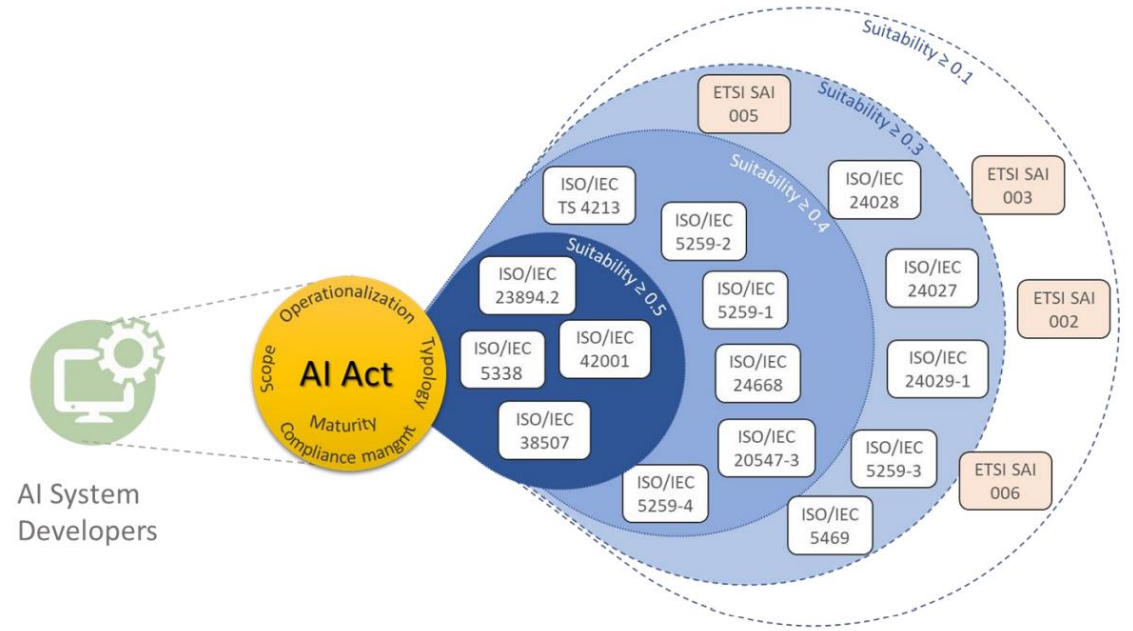 Suitability ≥ 0.1
ETSI SAI
005
Suitability ≥ 0.3
ISO/IEC
TS 4213
Suitability ≥ 0.4
ISO/IEC
24028
ETSI SAI
003
ISO/IEC
5259-2
Suitability ≥ 0.5
ISO/IEC
23894.2
ISO/IEC
5259-1
ISO/IEC
24027
ETSI SAI
002
Operationalization
Scope
AI Act
Typology
Maturity
Compliance mangmt
ISO/IEC
5338
ISO/IEC
42001
ISO/IEC
24668
ISO/IEC
24029-1
ISO/IEC
38507
ISO/IEC
20547-3
ISO/IEC
5259-3
ETSI SAI
006
ISO/IEC
5259-4
ISO/IEC
5469
AI System
Developers